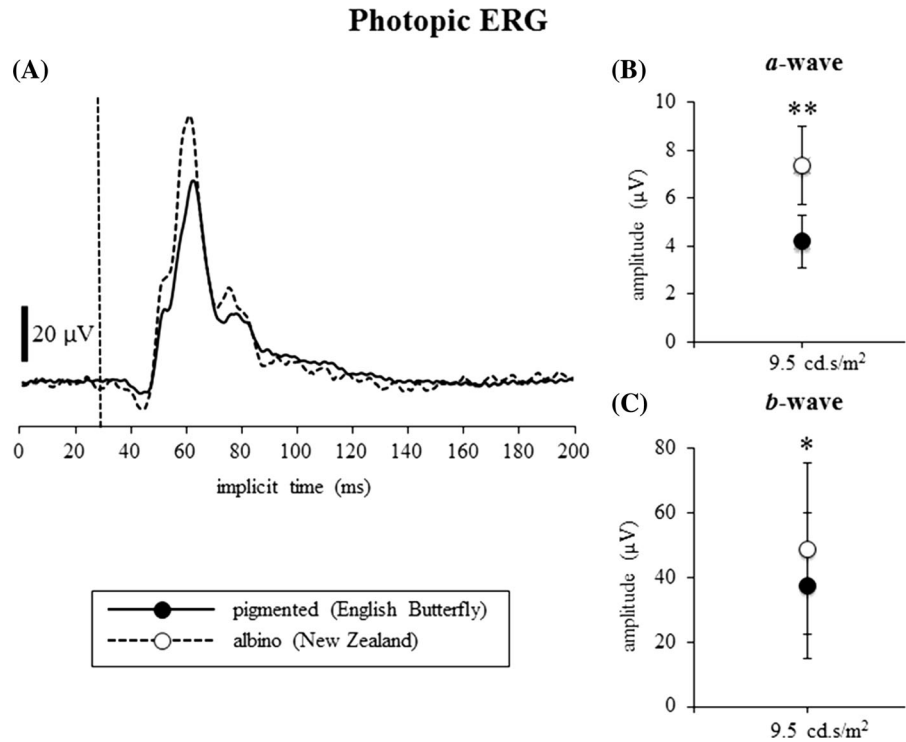 Photopic ERG
(A)
20 µV
0 20 40 60 80 100 120 140 160 180 200
implicit time (ms)
pigmented (English Butterfly)
albino (New Zealand)
(B)
a-wave
10
**
8
6
4
2
0
amplitude (µV)
9.5 cd.s/m²
(C)
b-wave
80
*
60
40
20
0
amplitude (µV)
9.5 cd.s/m²